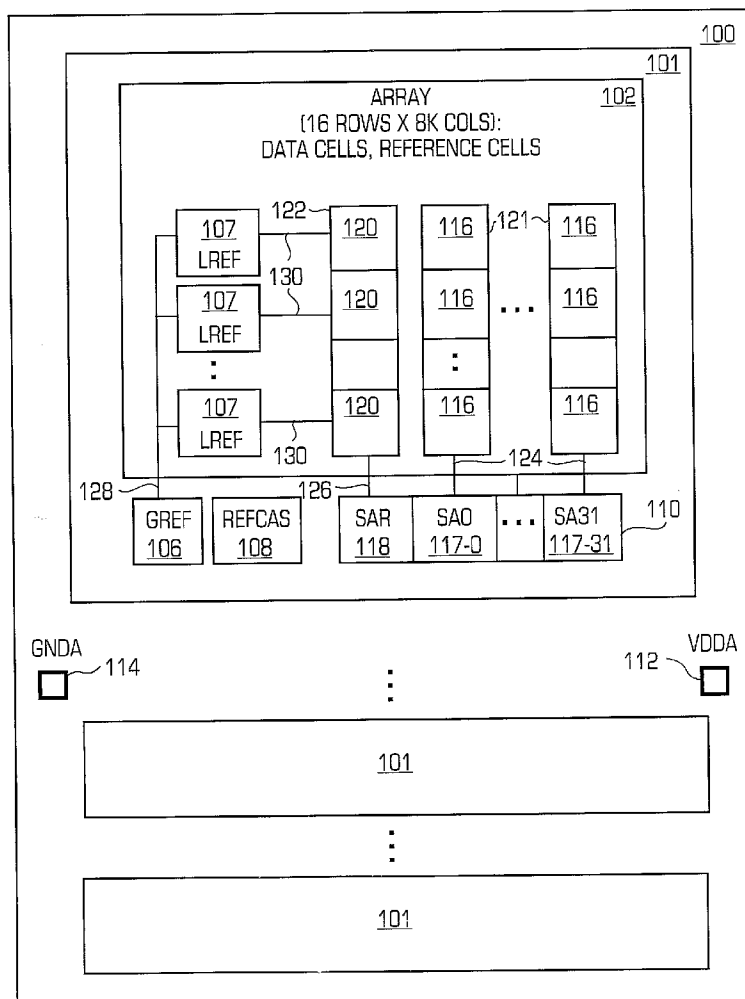 100
101
ARRAY
(16 ROWS X 8K COLS):
DATA CELLS, REFERENCE CELLS
102
122
121
107
LREF
120
116
116
130
107
LREF
120
116
...
116
107
LREF
120
116
116
130
124
128
126
GREF
106
REFCAS
108
SAR
118
SA0
117-0
...
SA31
117-31
110
GNDA
114
VDDA
112
101
101